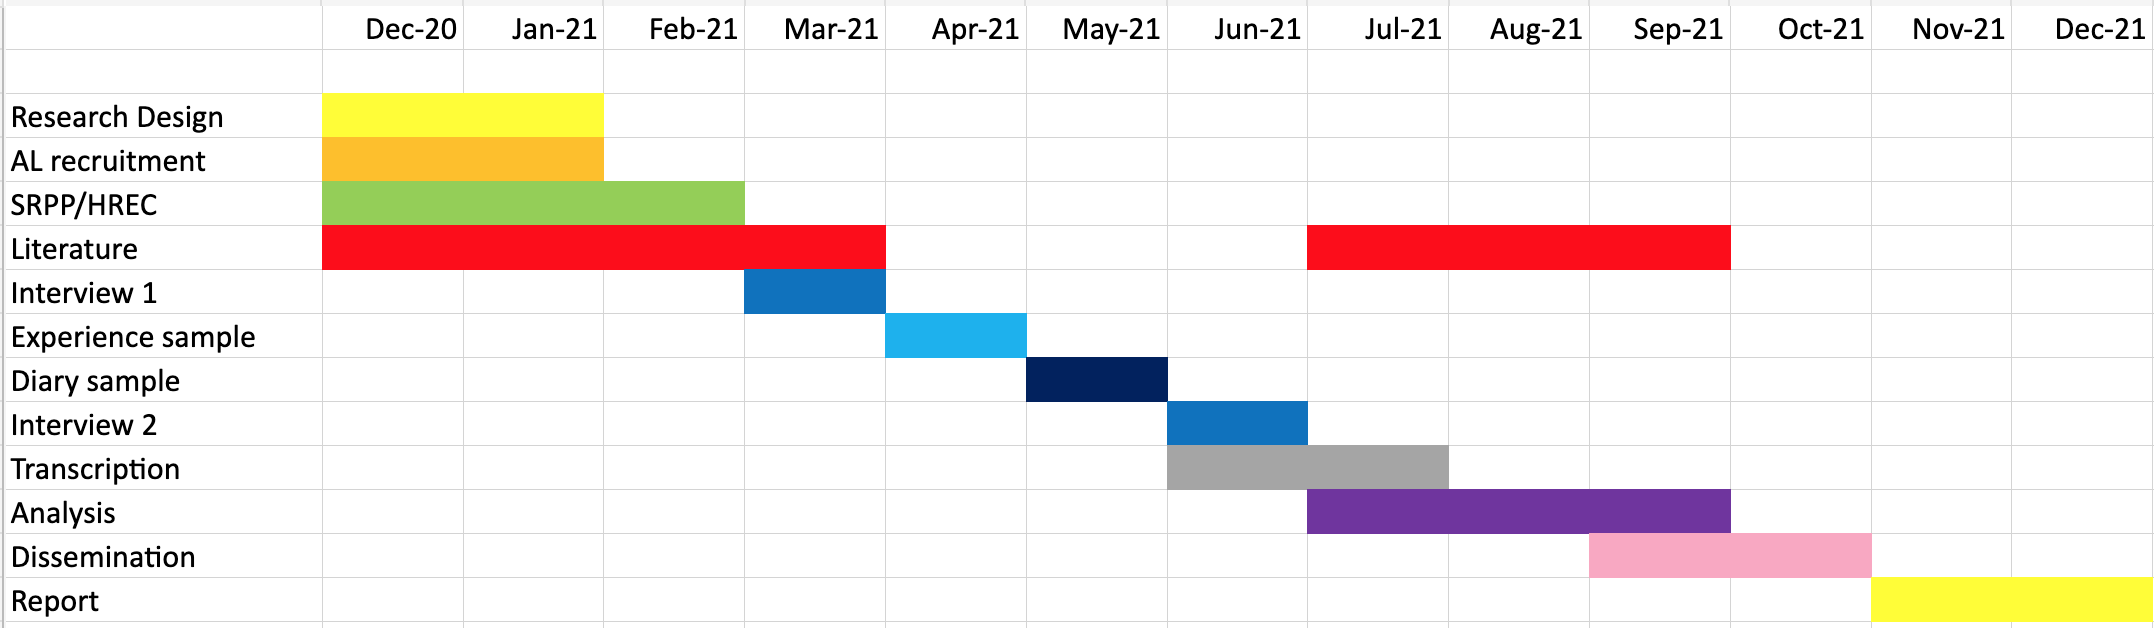 Dec-20 Jan-21 Feb-21 Mar-21 Apr-21 May-21 Jun-21 Jul-21 Aug-21 Sep-21 Oct-21 Nov-21 Dec-21
Research Design
AL recruitment
SRPP/HREC
Literature
Interview 1
Experience sample
Diary sample
Interview 2
Transcription
Analysis
Dissemination
Report